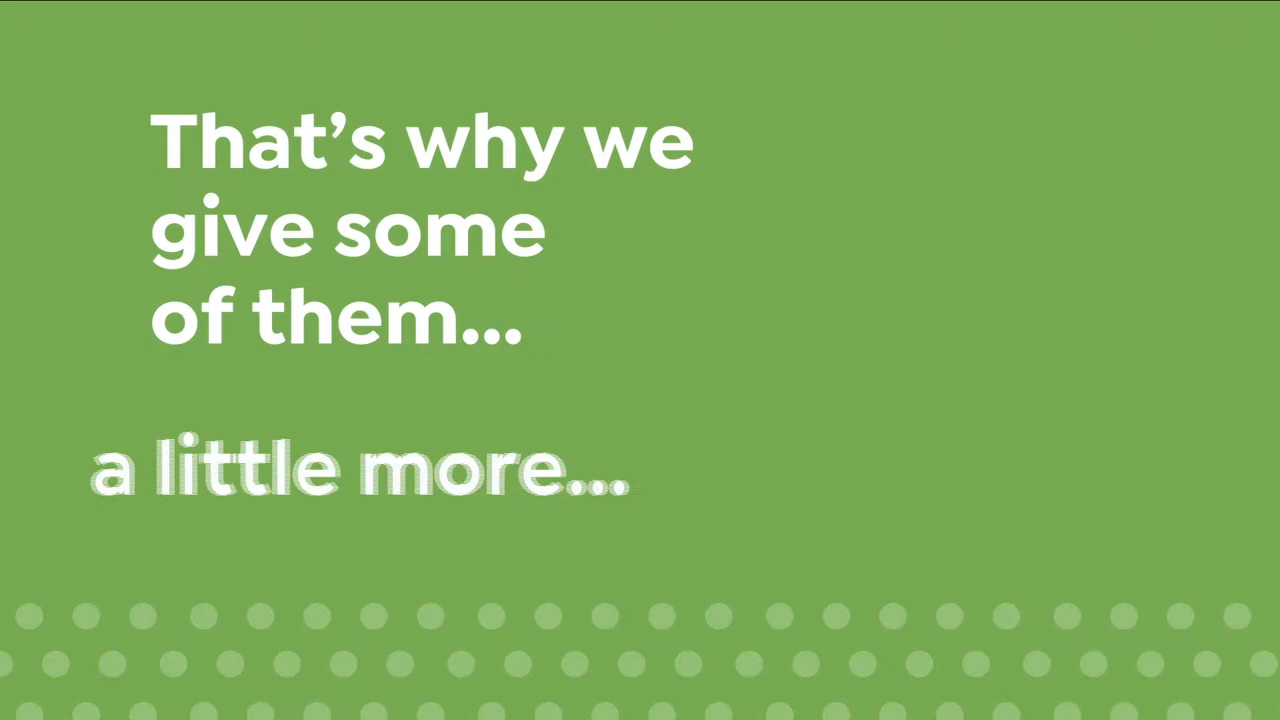 That’s why we
give some
of them...
a little more...